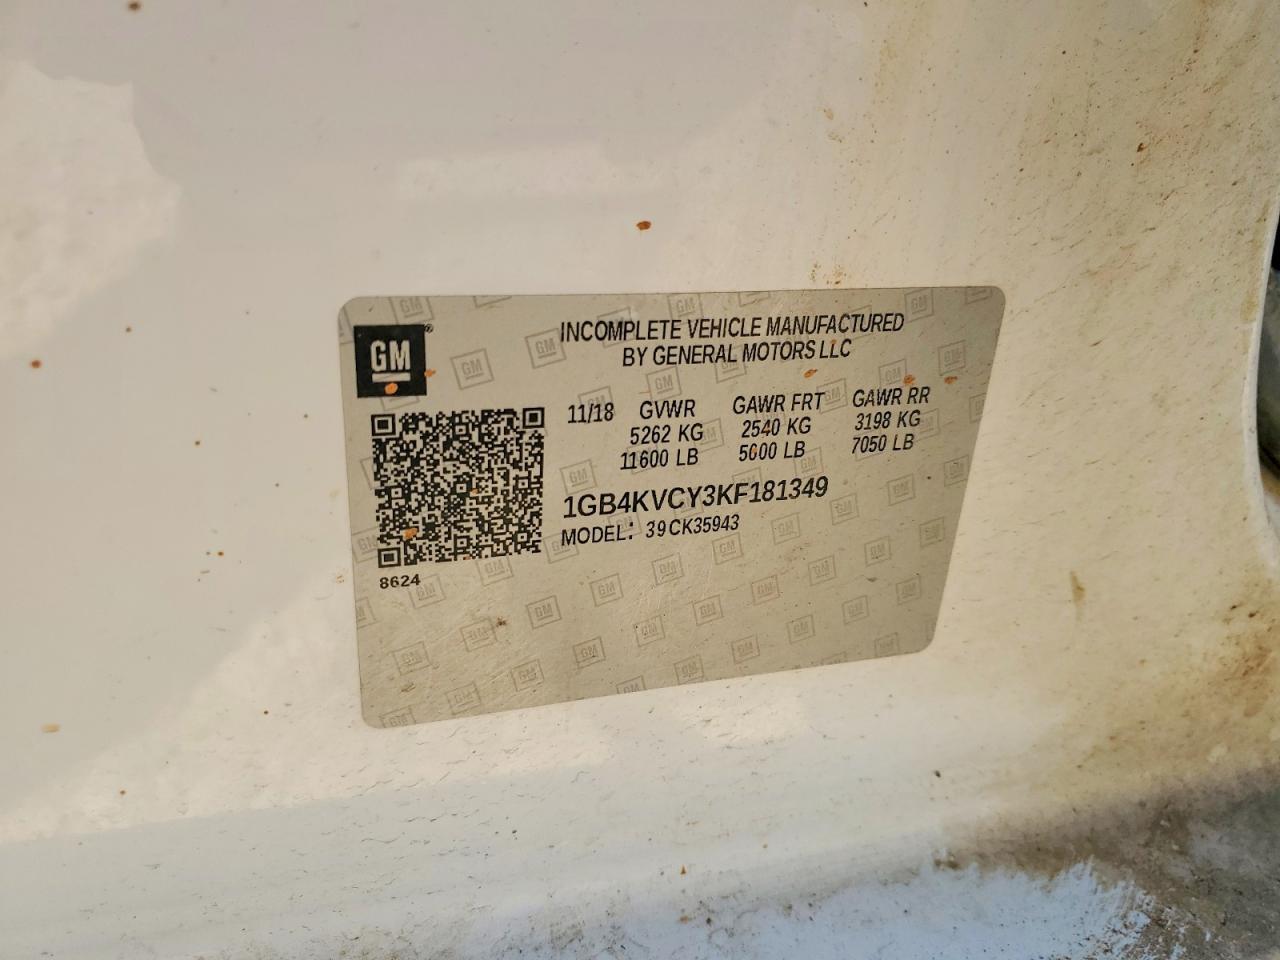 GM®
INCOMPLETE VEHICLE MANUFACTURED
BY GENERAL MOTORS LLC
11/18 GVWR GAWR FRT GAWR RR
5262 KG 2540 KG 3198 KG
11600 LB 5600 LB 7050 LB
1GB4KVCY3KF181349
MODEL: 39CK35943
8624